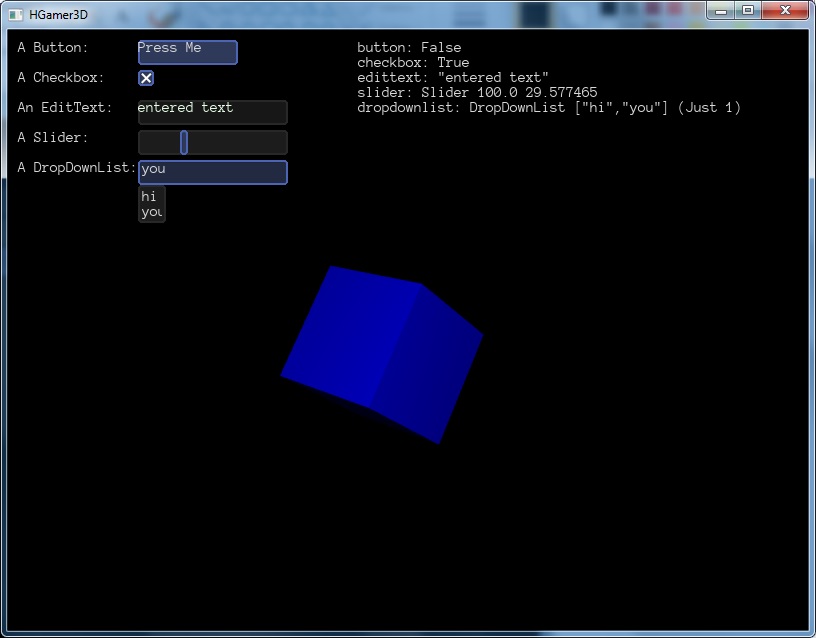 HGamer3D
A Button: Press Me
A Checkbox:
An EditText: entered text
A Slider:
A DropDownList: you
hi
you
button: False
checkbox: True
edittext: "entered text"
slider: Slider 100.0 29.577465
dropdownlist: DropDownList ["hi","you"] (Just 1)